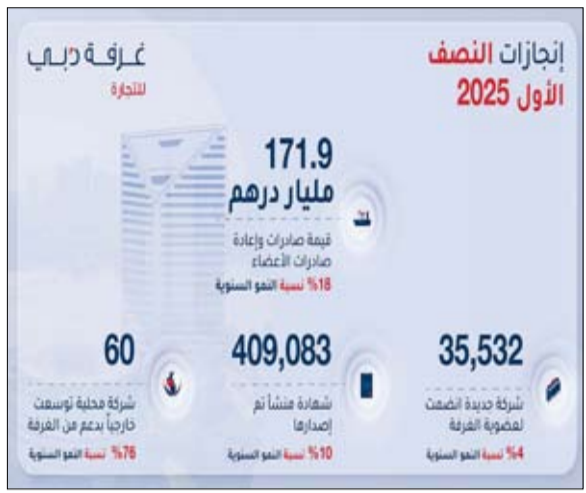 إنجازات النصف
الأول 2025
غرفة دبي
للتجارة
171.9
مليار درهم
قيمة صادرات وإعادة
صادرات الأعضاء
%18 نسبة النمو السنوية
35,532
شركة جديدة انضمت
لعضوية الغرفة
%4 نسبة النمو السنوية
409,083
شهادة منشأ تم
إصدارها
%10 نسبة النمو السنوية
60
شركة محلية توسعت
خارجياً بدعم من الغرفة
%76 نسبة النمو السنوية